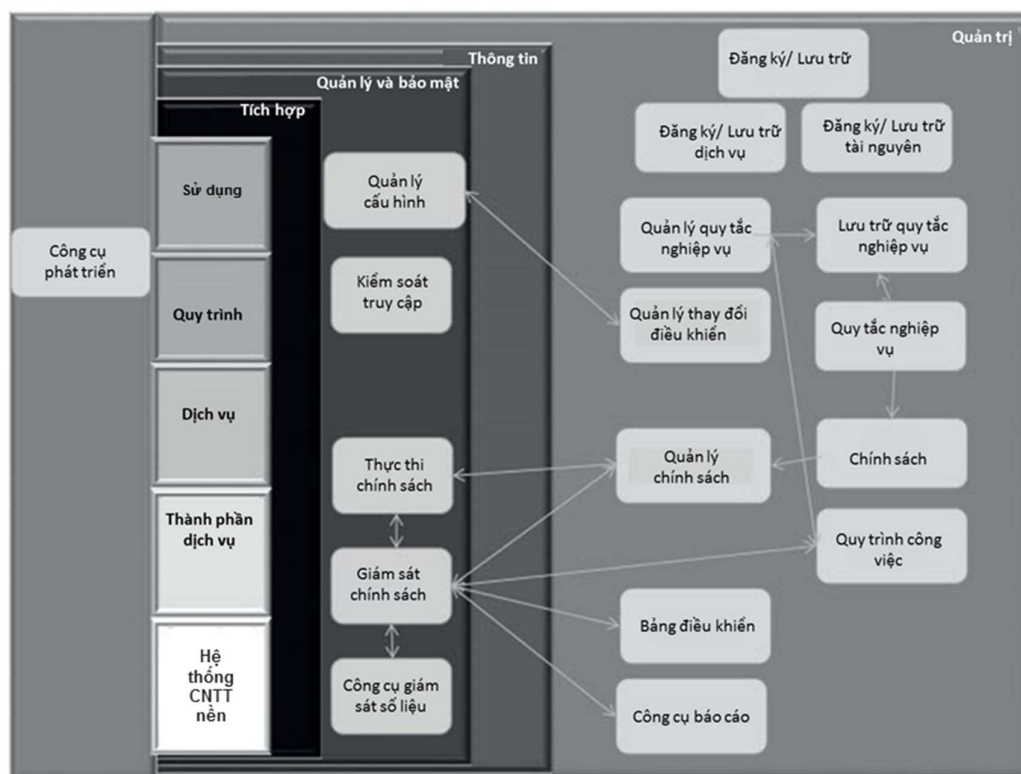 Quản trị
Thông tin
Quản lý và bảo mật
Tích hợp
Công cụ
phát triển
Sử dụng
Quy trình
Dịch vụ
Thành phần
dịch vụ
Hệ
thống
CNTT
nền
Quản lý
cấu hình
Kiểm soát
truy cập
Thực thi
chính sách
Giám sát
chính sách
Công cụ giám
sát số liệu
Đăng ký/ Lưu trữ
Đăng ký/ Lưu trữ
dịch vụ
Đăng ký/ Lưu trữ
tài nguyên
Quản lý quy tắc
nghiệp vụ
Lưu trữ quy tắc
nghiệp vụ
Quản lý thay đổi
điều khiển
Quy tắc nghiệp
vụ
Quản lý
chính sách
Chính sách
Quy trình công
việc
Bảng điều khiển
Công cụ báo cáo